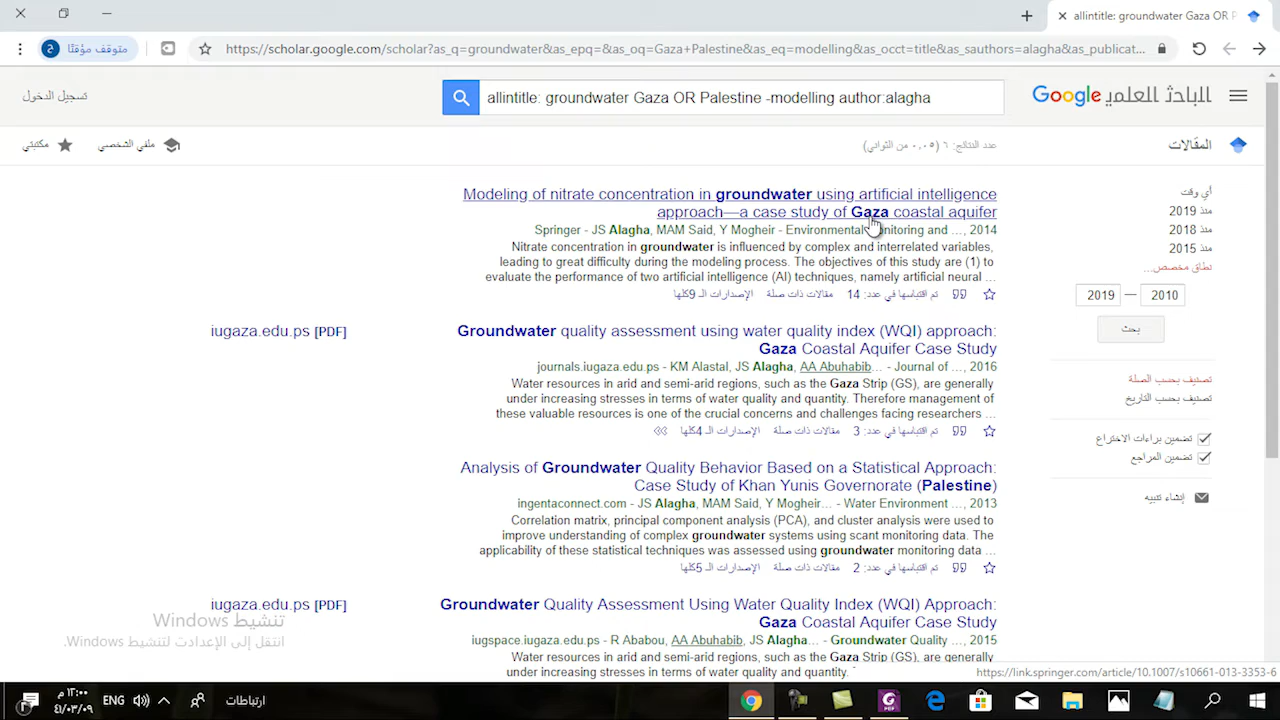 allintitle: groundwater Gaza OR P
متوقف مؤقتًا
https://scholar.google.com/scholar?as_q=groundwater&as_epq=&as_oq=Gaza+Palestine&as_eq=modelling&as_occt=title&as_sauthors=alagha&as_publicat...
الباحث العلمي Google
allintitle: groundwater Gaza OR Palestine -modelling author:alagha
تسجيل الدخول
المقالات
عدد النتائج: ٦ (٠,٠٥ من الثواني)
ملفي الشخصي
مكتبتي
أي وقت
منذ 2019
منذ 2018
منذ 2015
نطاق مخصص...
2010 — 2019
بحث
تصنيف بحسب الصلة
تصنيف بحسب التاريخ
تضمين براءات الاختراع
تضمين المراجع
إنشاء تنبيه
Modeling of nitrate concentration in groundwater using artificial intelligence
approach—a case study of Gaza coastal aquifer
Springer - JS Alagha, MAM Said, Y Mogheir - Environmental and ..., 2014
Nitrate concentration in groundwater is influenced by complex and interrelated variables,
leading to great difficulty during the modeling process. The objectives of this study are (1) to
evaluate the performance of two artificial intelligence (AI) techniques, namely artificial neural ...
تم اقتباسها في عدد: 14 مقالات ذات صلة الإصدارات الـ 9كلها
Groundwater quality assessment using water quality index (WQI) approach:
Gaza Coastal Aquifer Case Study
iugaza.edu.ps [PDF]
journals.iugaza.edu.ps - KM Alastal, JS Alagha, AA Abuhabib... - Journal of ..., 2016
Water resources in arid and semi-arid regions, such as the Gaza Strip (GS), are generally
under increasing stresses in terms of water quality and quantity. Therefore management of
these valuable resources is one of the crucial concerns and challenges facing researchers ...
تم اقتباسها في عدد: 3 مقالات ذات صلة الإصدارات الـ 4كلها
Analysis of Groundwater Quality Behavior Based on a Statistical Approach:
Case Study of Khan Yunis Governorate (Palestine)
ingentaconnect.com - JS Alagha, MAM Said, Y Mogheir... - Water Environment ..., 2013
Correlation matrix, principal component analysis (PCA), and cluster analysis were used to
improve understanding of complex groundwater systems using scant monitoring data. The
applicability of these statistical techniques was assessed using groundwater monitoring data ...
تم اقتباسها في عدد: 2 مقالات ذات صلة الإصدارات الـ 5كلها
Groundwater Quality Assessment Using Water Quality Index (WQI) Approach:
Gaza Coastal Aquifer Case Study
iugaza.edu.ps [PDF]
iugspace.iugaza.edu.ps - R Ababou, AA Abuhabib, JS Alagha... - Groundwater Quality ..., 2015
Water resources in arid and semi-arid regions, such as the Gaza Strip (GS), are generally
under increasing stresses in terms of water quality and quantity.
تنشيط Windows
انتقل إلى الإعدادات لتنشيط Windows.
https://link.springer.com/article/10.1007/s10661-013-3353-6
ارتباطات
ENG
١٢:٠٠ م
٤١/٠٣/٠٩